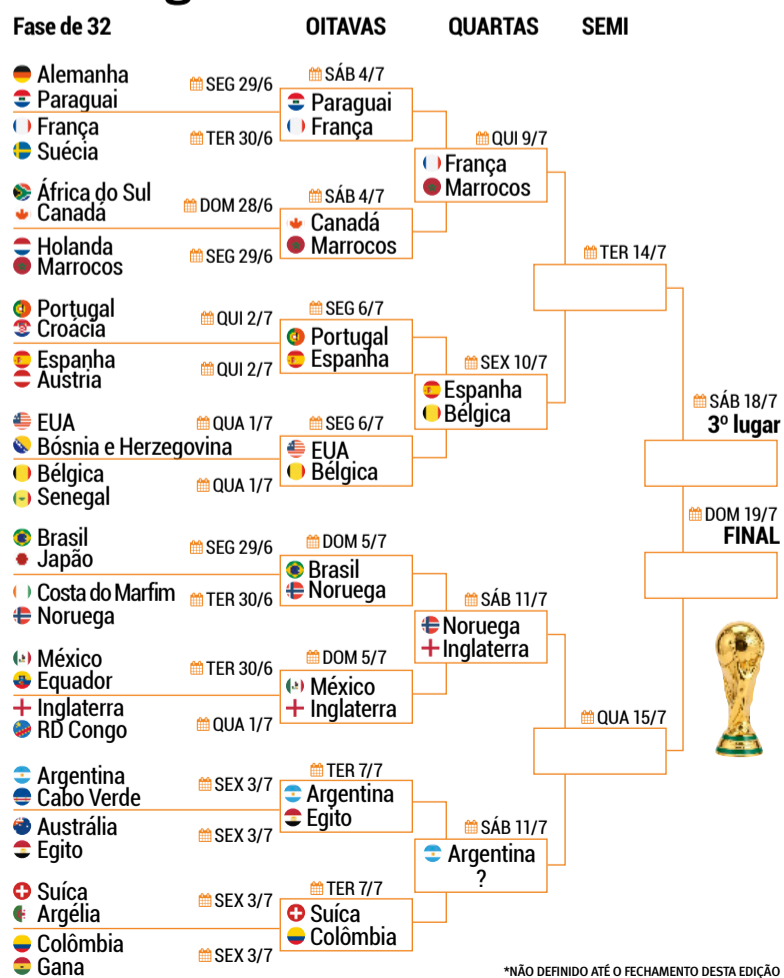 Fase de 32
OITAVAS
QUARTAS
SEMI
Alemanha
Paraguai
SEG 29/6
França
Suécia
TER 30/6
SÁB 4/7
Paraguai
França
África do Sul
Canadá
DOM 28/6
Holanda
Marrocos
SEG 29/6
SÁB 4/7
Canadá
Marrocos
QUI 9/7
França
Marrocos
Portugal
Croácia
QUI 2/7
Espanha
Áustria
QUI 2/7
SEG 6/7
Portugal
Espanha
EUA
Bósnia e Herzegovina
QUA 1/7
Bélgica
Senegal
QUA 1/7
SEG 6/7
EUA
Bélgica
SEX 10/7
Espanha
Bélgica
TER 14/7
Brasil
Japão
SEG 29/6
Costa do Marfim
Noruega
TER 30/6
DOM 5/7
Brasil
Noruega
México
Equador
TER 30/6
Inglaterra
RD Congo
QUA 1/7
DOM 5/7
México
Inglaterra
SÁB 11/7
Noruega
Inglaterra
Argentina
Cabo Verde
SEX 3/7
Austrália
Egito
SEX 3/7
TER 7/7
Argentina
Egito
Suíca
Argélia
SEX 3/7
Colômbia
Gana
SEX 3/7
TER 7/7
Suíca
Colômbia
SÁB 11/7
Argentina
?
QUA 15/7
SÁB 18/7
3º lugar
DOM 19/7
FINAL
*NÃO DEFINIDO ATÉ O FECHAMENTO DESTA EDIÇÃO